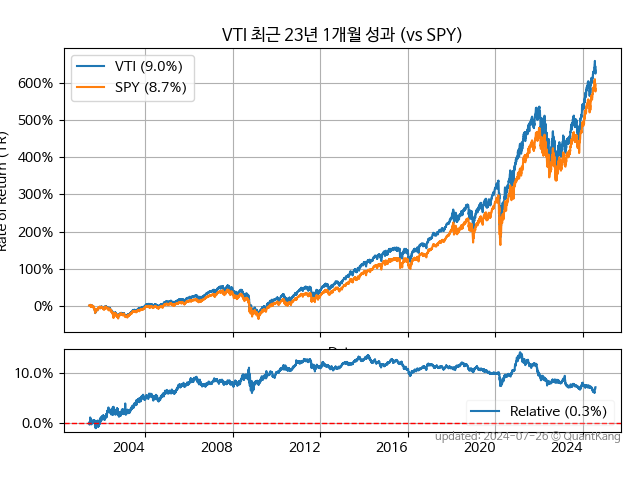 VTI 최근 23년 1개월 성과 (vs SPY)
VTI (9.0%)
SPY (8.7%)
600%
500%
400%
300%
200%
100%
0%
Rate of Return (TR)
10.0%
0.0%
Relative (0.3%)
2004
2008
2012
2016
2020
2024
updated: 2024-07-26 © QuantKang